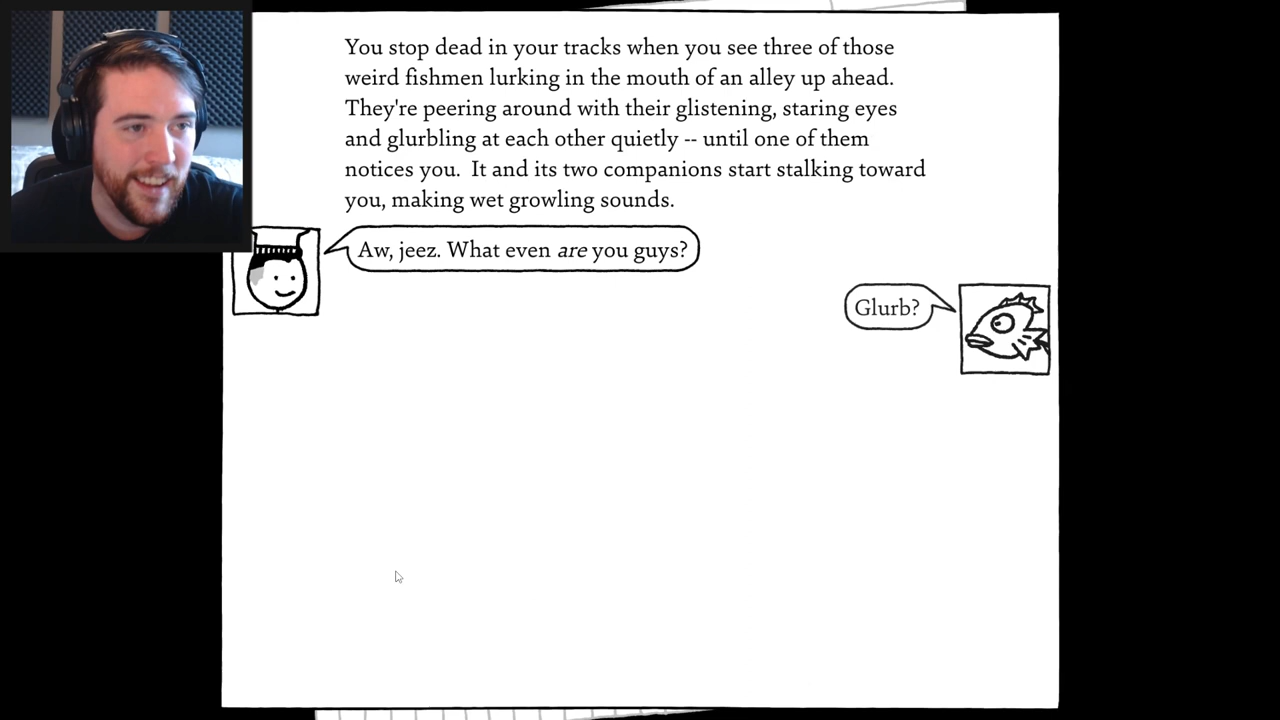 You stop dead in your tracks when you see three of those
weird fishmen lurking in the mouth of an alley up ahead.
They're peering around with their glistening, staring eyes
and glurbling at each other quietly -- until one of them
notices you.  It and its two companions start stalking toward
you, making wet growling sounds.
Aw, jeez. What even are you guys?
Glurb?